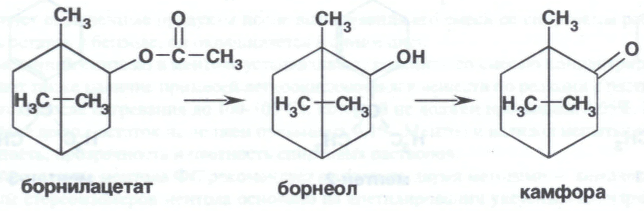 CH₃ O CH₃ CH₃
O–C–CH₃ OH O
H₃C CH₃ H₃C CH₃ H₃C CH₃
борнилацетат борнеол камфора